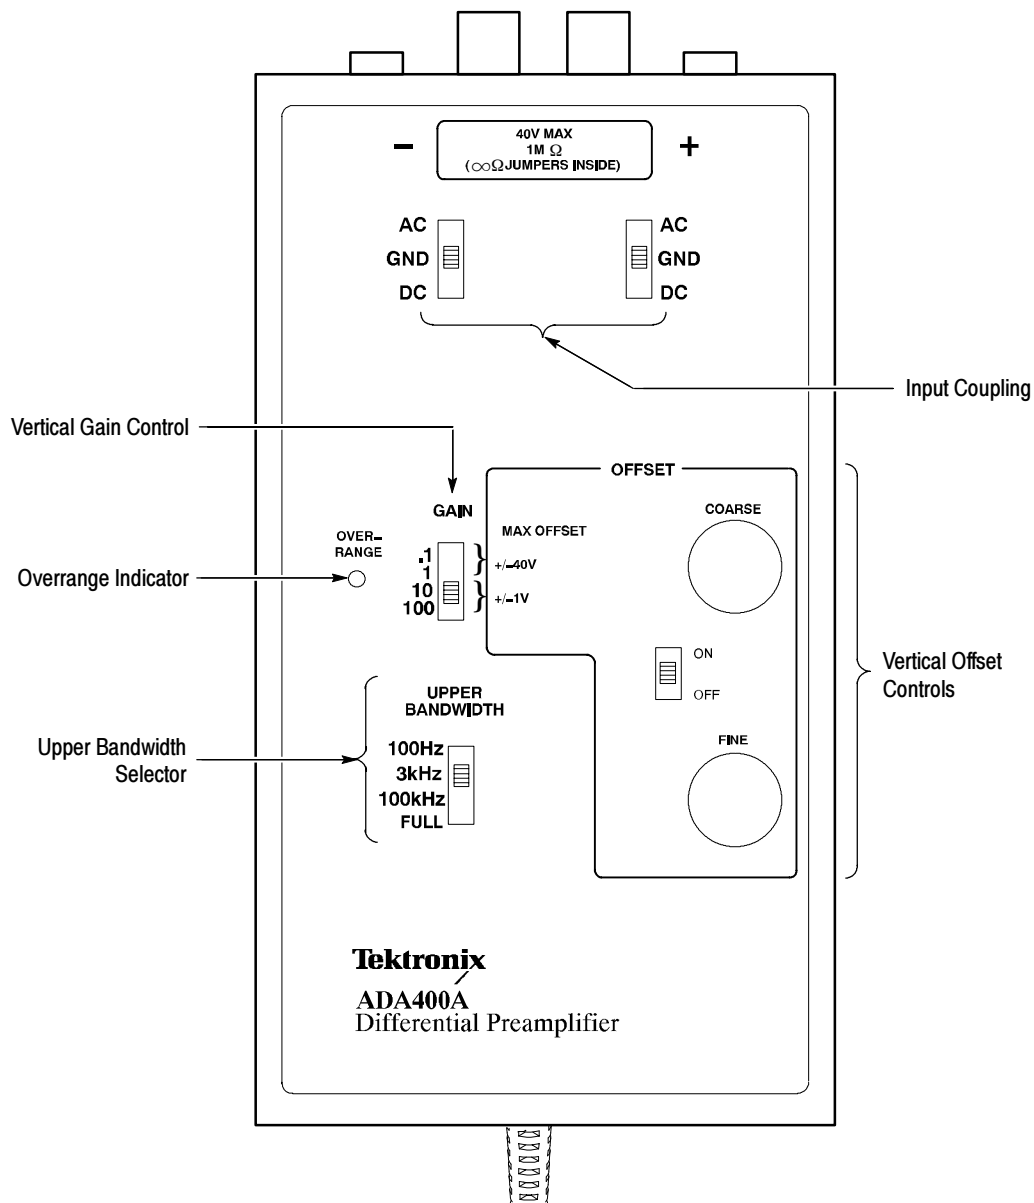 −
40V MAX
1M Ω
(∞Ω JUMPERS INSIDE)
+
AC
GND
DC
AC
GND
DC
Input Coupling
Vertical Gain Control
OFFSET
GAIN
MAX OFFSET
COARSE
OVER–
RANGE
.1
1
10
100
+/–40V
+/–1V
Overrange Indicator
ON
OFF
Vertical Offset
Controls
UPPER
BANDWIDTH
FINE
100Hz
3kHz
100kHz
FULL
Upper Bandwidth
Selector
Tektronix
ADA400A
Differential Preamplifier